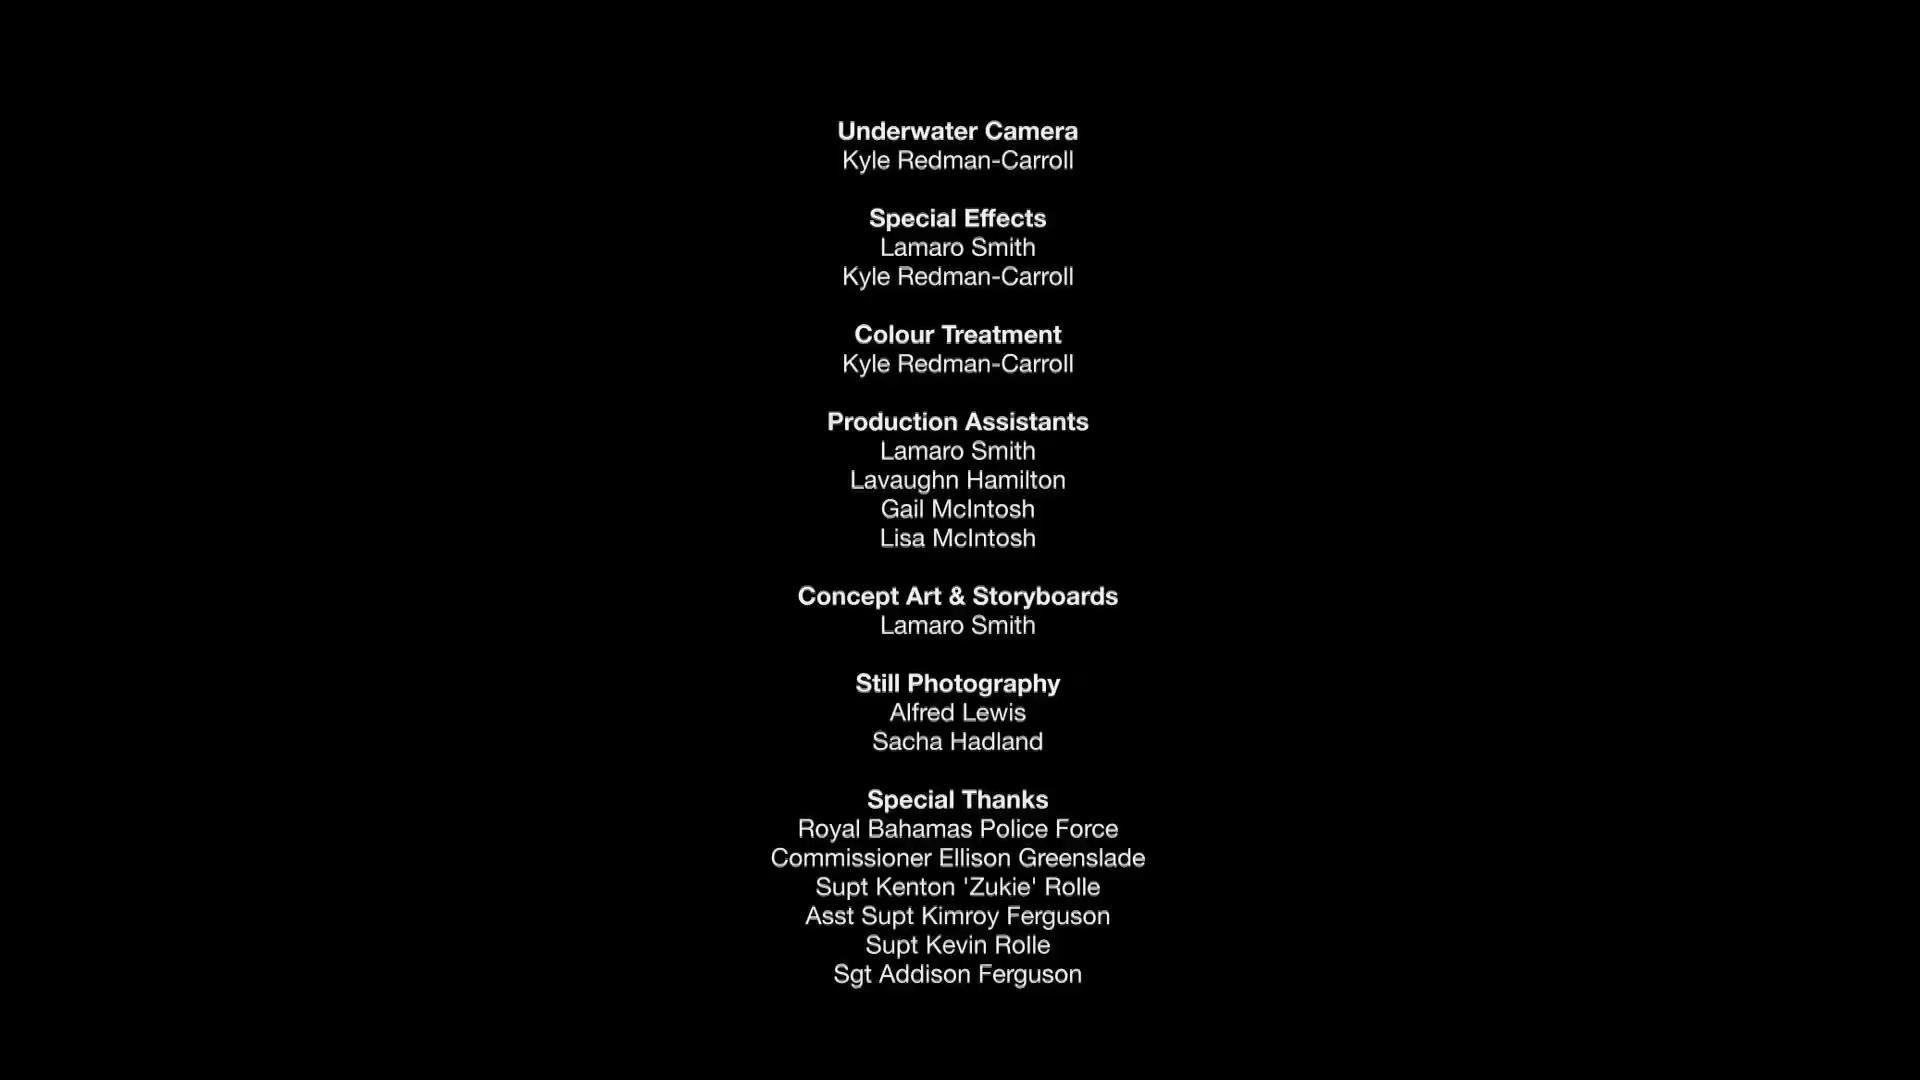 Underwater Camera
Kyle Redman-Carroll
Special Effects
Lamaro Smith
Kyle Redman-Carroll
Colour Treatment
Kyle Redman-Carroll
Production Assistants
Lamaro Smith
Lavaughn Hamilton
Gail McIntosh
Lisa McIntosh
Concept Art & Storyboards
Lamaro Smith
Still Photography
Alfred Lewis
Sacha Hadland
Special Thanks
Royal Bahamas Police Force
Commissioner Ellison Greenslade
Supt Kenton 'Zukie' Rolle
Asst Supt Kimroy Ferguson
Supt Kevin Rolle
Sgt Addison Ferguson